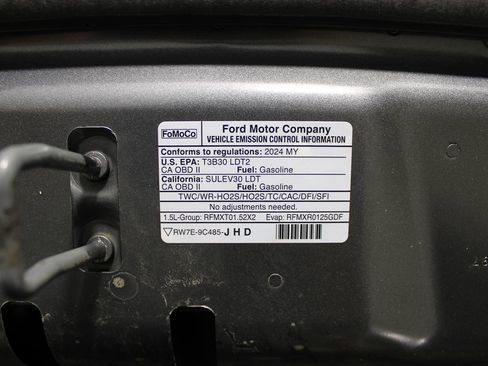 FoMoCo
Ford Motor Company
VEHICLE EMISSION CONTROL INFORMATION
Conforms to regulations: 2024 MY
U.S. EPA: T3B30 LDT2
CA OBD II Fuel: Gasoline
California: SULEV30 LDT
CA OBD II Fuel: Gasoline
TWC/WR-HO2S/HO2S/TC/CAC/DFI/SFI
No adjustments needed.
1.5L-Group: RFMXT01.52X2 Evap: RFMXR0125GDF
RW7E-9C485-JHD